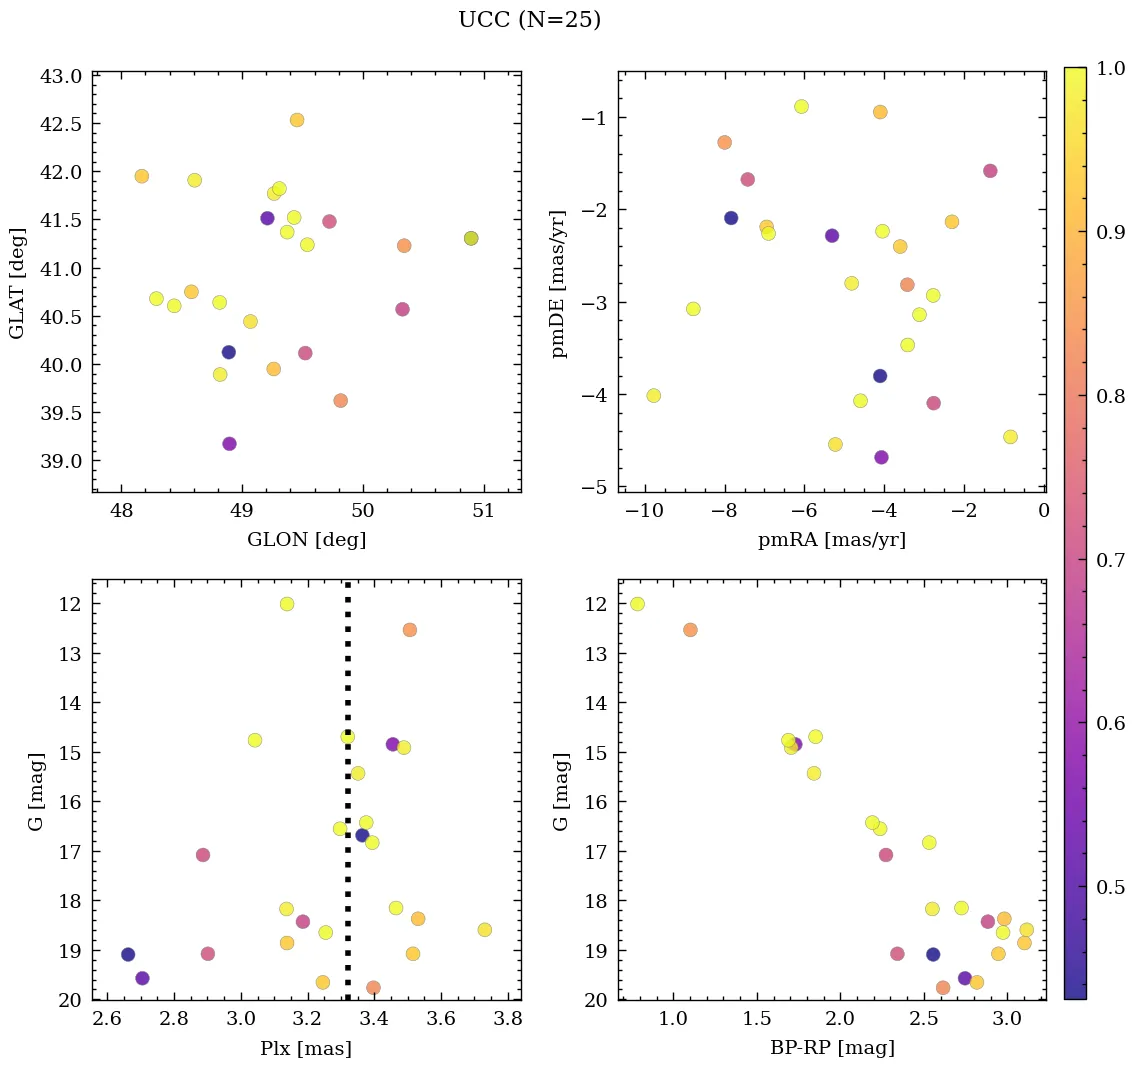 UCC (N=25)
43.0
42.5
42.0
41.5
41.0
40.5
40.0
39.5
39.0
GLAT [deg]
48 49 50 51
GLON [deg]
−1
−2
−3
−4
−5
pmDE [mas/yr]
−10 −8 −6 −4 −2 0
pmRA [mas/yr]
1.0
0.9
0.8
0.7
0.6
0.5
12
13
14
15
16
17
18
19
20
G [mag]
2.6 2.8 3.0 3.2 3.4 3.6 3.8
Plx [mas]
12
13
14
15
16
17
18
19
20
G [mag]
1.0 1.5 2.0 2.5 3.0
BP-RP [mag]